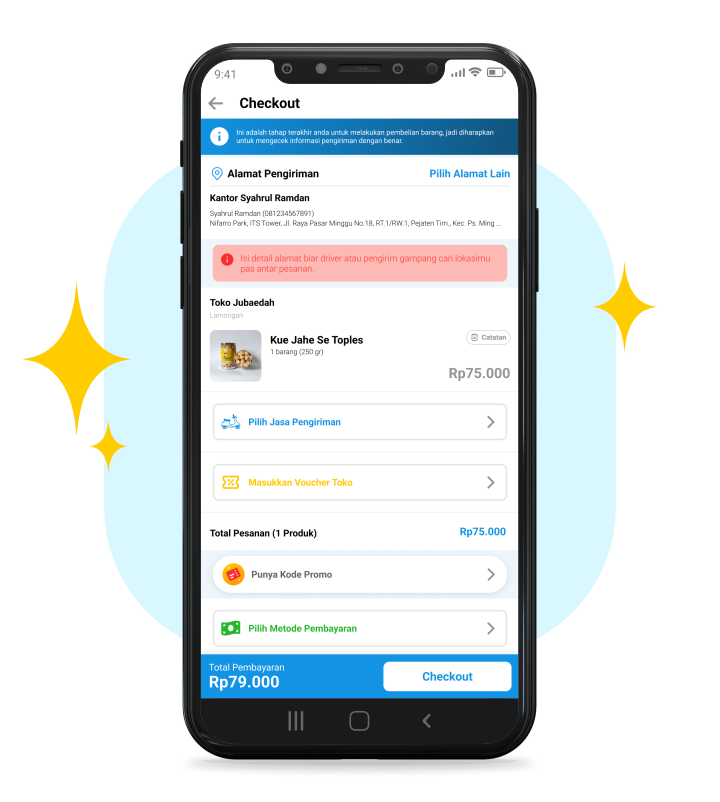 9:41
Checkout
Ini adalah tahap terakhir anda untuk melakukan pembelian barang, jadi diharapkan
untuk mengecek informasi pengiriman dengan benar.
Alamat Pengiriman
Pilih Alamat Lain
Kantor Syahrul Ramdan
Syahrul Ramdan (081234567891)
Nifarro Park, ITS Tower, Jl. Raya Pasar Minggu No.18, RT.1/RW.1, Pejaten Tim., Kec. Ps. Ming ...
Isi detail alamat biar driver atau pengirim gampang cari lokasimu
pas antar pesanan.
Toko Jubaedah
Lamongan
Kue Jahe Se Toples
Catatan
1 barang (250 gr)
Rp75.000
Pilih Jasa Pengiriman
Masukkan Voucher Toko
Total Pesanan (1 Produk)
Rp75.000
Punya Kode Promo
Pilih Metode Pembayaran
Total Pembayaran
Rp79.000
Checkout